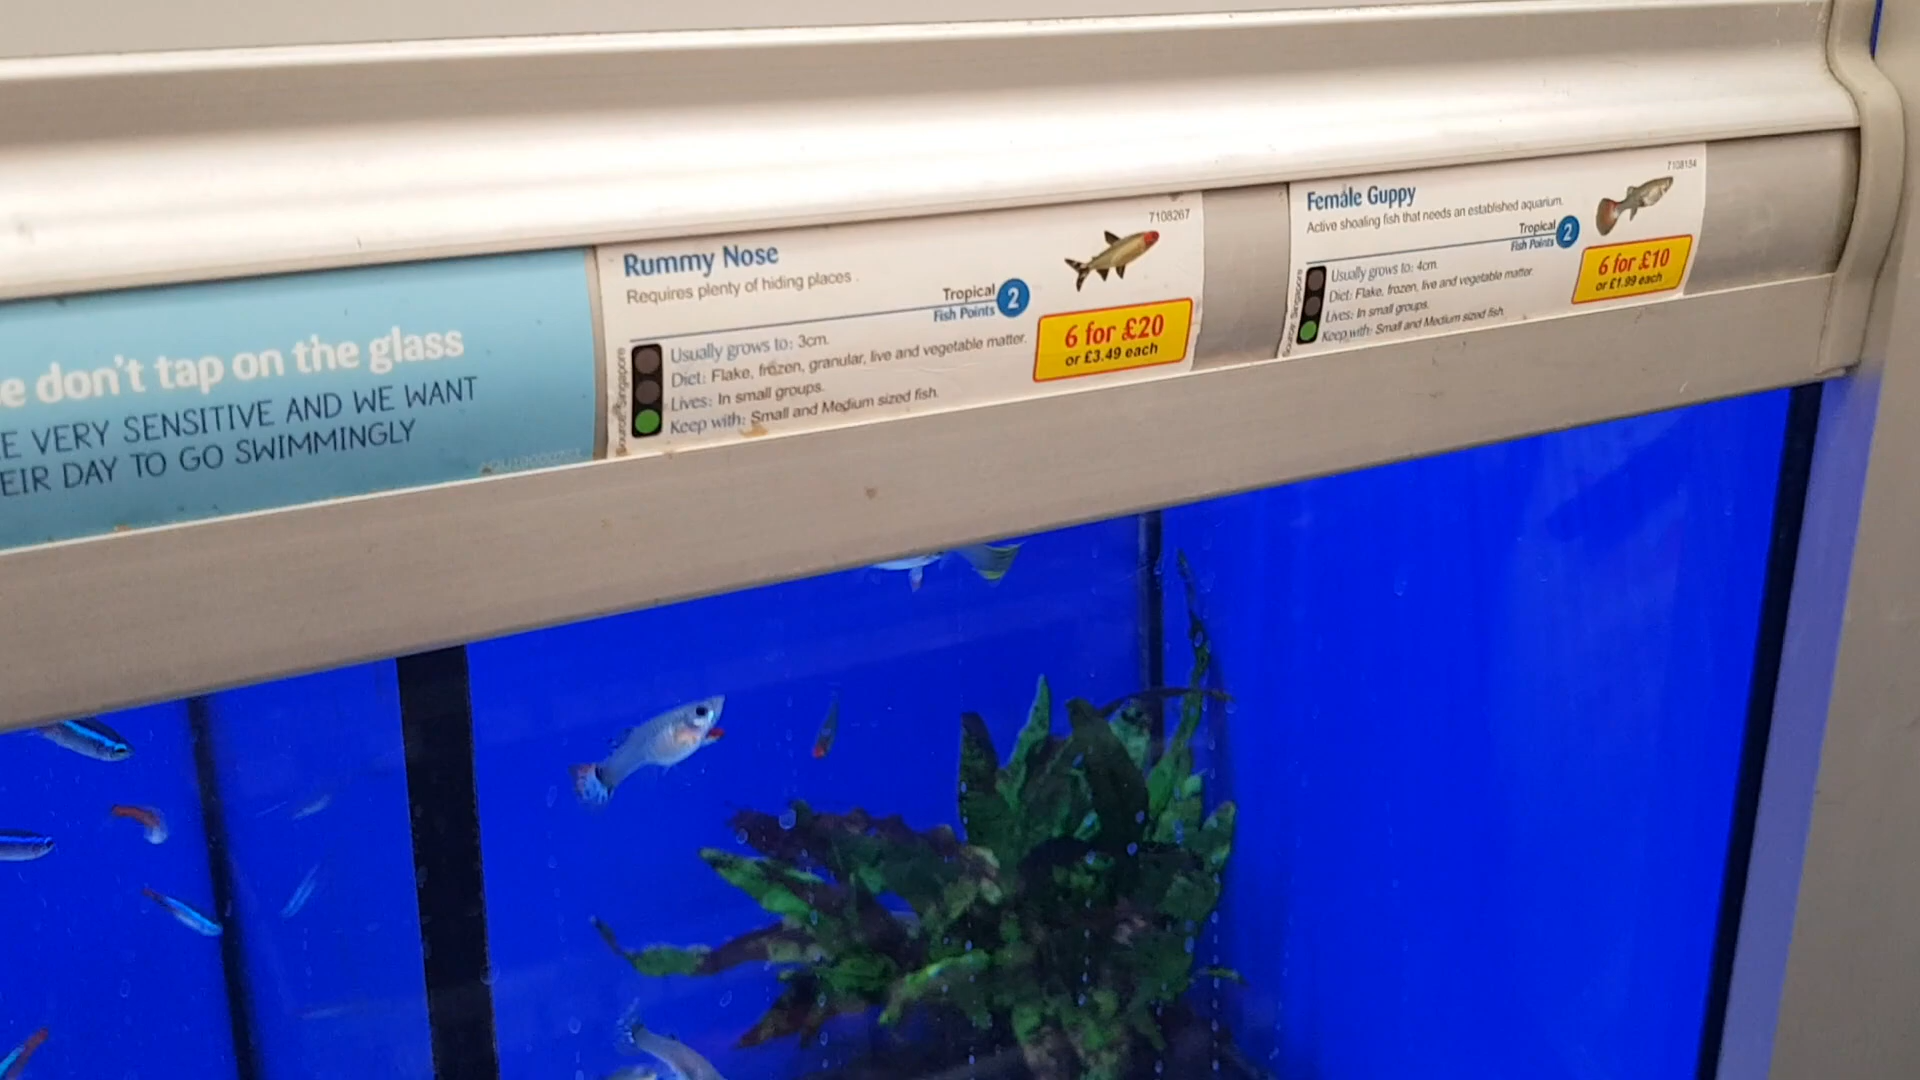 e don't tap on the glass
E VERY SENSITIVE AND WE WANT
EIR DAY TO GO SWIMMINGLY
Rummy Nose
7108267
Requires plenty of hiding places
Tropical
Fish Points
2
Usually grows to: 3cm.
Diet: Flake, frozen, granular, live and vegetable matter.
Lives: In small groups.
Keep with: Small and Medium sized fish.
Source: Singapore
6 for £20
or £3.49 each
Female Guppy
7108134
Active shoaling fish that needs an established aquarium.
Tropical
Fish Points
2
Usually grows to: 4cm.
Diet: Flake, frozen, live and vegetable matter.
Lives: In small groups.
Keep with: Small and Medium sized fish.
Source: Singapore
6 for £10
or £1.99 each